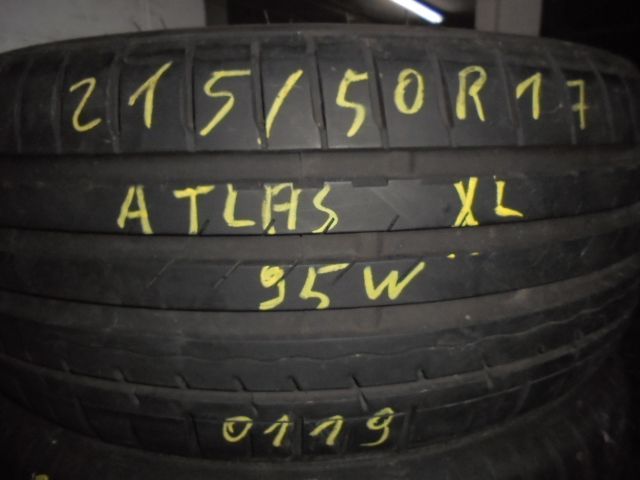 215/50R17
ATLAS XL
95W
0119